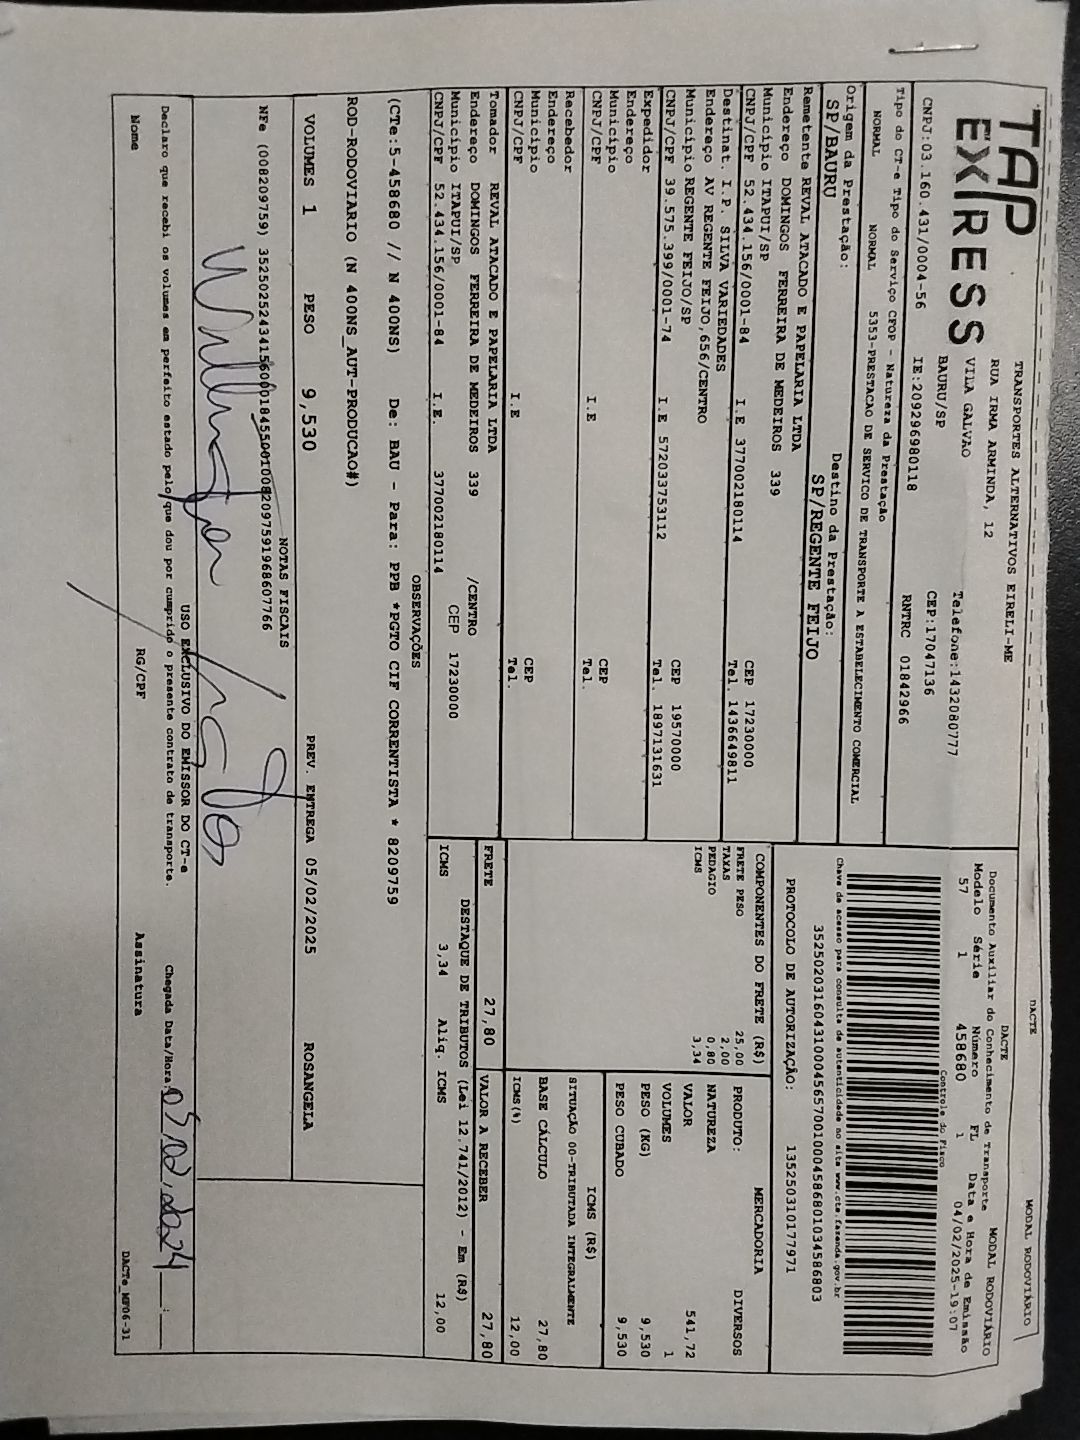 DACTE MODAL RODOVIÁRIO
TAP EXPRESS
TRANSPORTES ALTERNATIVOS EIRELI-ME
RUA IRMA ARMINDA, 12
VILA GALVAO Telefone:1432080777
BAURU/SP CEP:17047136
CNPJ:03.160.431/0004-56 IE:209296980118 RNTRC 01842966
DACTE MODAL RODOVIÁRIO
Documento Auxiliar do Conhecimento de Transporte
Modelo Série Número FL Data e Hora de Emissão
57 1 458680 1 04/02/2025-19:07
Controle do Fisco
Chave de acesso para consulta de autenticidade no site www.cte.fazenda.gov.br
35250203160431000456570010004586801034586803
PROTOCOLO DE AUTORIZAÇÃO: 135250310177971
Tipo do CT-e Tipo do Serviço CFOP - Natureza da Prestação
NORMAL NORMAL 5353-PRESTACAO DE SERVICO DE TRANSPORTE A ESTABELECIMENTO COMERCIAL
Origem da Prestação: Destino da Prestação:
SP/BAURU SP/REGENTE FEIJO
Remetente REVAL ATACADO E PAPELARIA LTDA
Endereço DOMINGOS FERREIRA DE MEDEIROS 339
Município ITAPUI/SP CEP 17230000
CNPJ/CPF 52.434.156/0001-84 I.E 377002180114 Tel. 1436649811
Destinat. I.P. SILVA VARIEDADES
Endereço AV REGENTE FEIJO,656/CENTRO
Município REGENTE FEIJO/SP CEP 19570000
CNPJ/CPF 39.575.399/0001-74 I.E 572033753112 Tel. 1897131631
Expedidor
Endereço
Município CEP
CNPJ/CPF I.E Tel.
Recebedor
Endereço
Município CEP
CNPJ/CPF I.E Tel.
Tomador REVAL ATACADO E PAPELARIA LTDA
Endereço DOMINGOS FERREIRA DE MEDEIROS 339 /CENTRO
Município ITAPUI/SP CEP 17230000
CNPJ/CPF 52.434.156/0001-84 I.E. 377002180114
COMPONENTES DO FRETE (R$)
FRETE PESO 25,00
TAXAS 2,00
PEDAGIO 0,80
ICMS 3,34
MERCADORIA
PRODUTO: DIVERSOS
NATUREZA
VALOR 541,72
VOLUMES 1
PESO (KG) 9,530
PESO CUBADO 9,530
ICMS (R$)
SITUAÇÃO 00-TRIBUTADA INTEGRALMENTE
BASE CÁLCULO 27,80
ICMS(%) 12,00
FRETE 27,80 VALOR A RECEBER 27,80
DESTAQUE DE TRIBUTOS (Lei 12.741/2012) - Em (R$)
ICMS 3,34 Aliq. ICMS 12,00
OBSERVAÇÕES
(CTe:5-458680 // N 400NS) De: BAU - Para: PPB *PGTO CIF CORRENTISTA * 8209759
ROD-RODOVIARIO (N 400NS_AUT-PRODUCAO#)
VOLUMES 1 PESO 9,530 PREV. ENTREGA 05/02/2025 ROSANGELA
NOTAS FISCAIS
NFe (008209759) 35250252434156000184550010082097591968607766
USO EXCLUSIVO DO EMISSOR DO CT-e
Declaro que recebi os volumes em perfeito estado pelo que dou por cumprido o presente contrato de transporte. Chegada Data/Hora
Nome RG/CPF Assinatura
DACTe_MF06-31